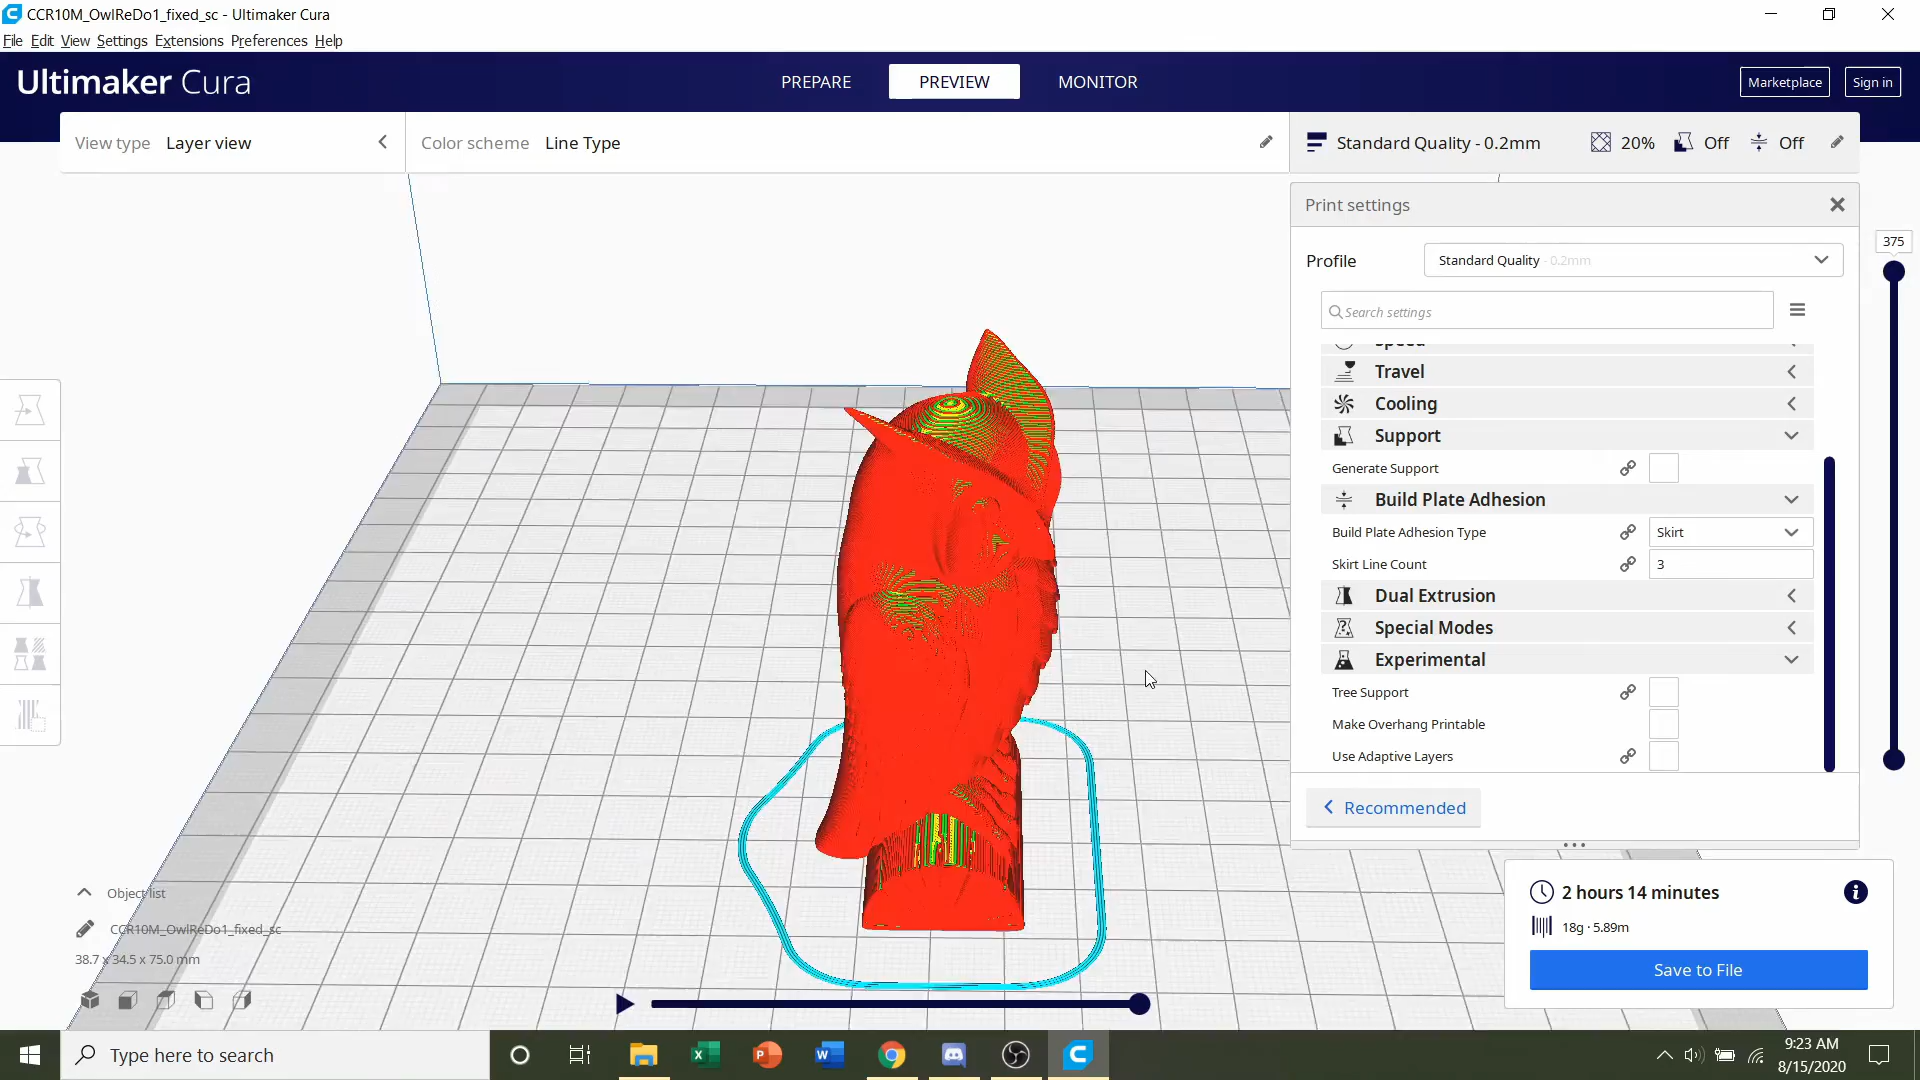 CCR10M_OwlReDo1_fixed_sc - Ultimaker Cura
File Edit View Settings Extensions Preferences Help
Ultimaker Cura
PREPARE
PREVIEW
MONITOR
Marketplace
Sign in
View type Layer view
Color scheme Line Type
Standard Quality - 0.2mm
20%
Off
Off
Print settings
375
Profile
Standard Quality - 0.2mm
Search settings
Speed
Travel
Cooling
Support
Generate Support
Build Plate Adhesion
Build Plate Adhesion Type
Skirt
Skirt Line Count
3
Dual Extrusion
Special Modes
Experimental
Tree Support
Make Overhang Printable
Use Adaptive Layers
Recommended
Object list
CCR10M_OwlReDo1_fixed_sc
38.7 x 34.5 x 75.0 mm
2 hours 14 minutes
18g · 5.89m
Save to File
Type here to search
9:23 AM
8/15/2020